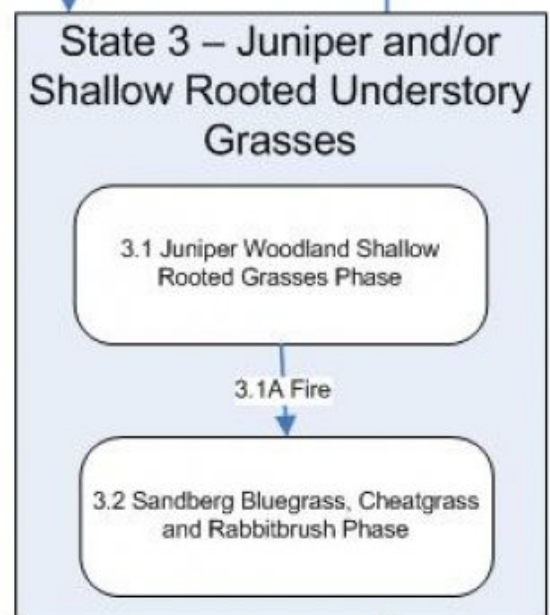 State 3 – Juniper and/or
Shallow Rooted Understory
Grasses
3.1 Juniper Woodland Shallow
Rooted Grasses Phase
3.1A Fire
3.2 Sandberg Bluegrass, Cheatgrass
and Rabbitbrush Phase